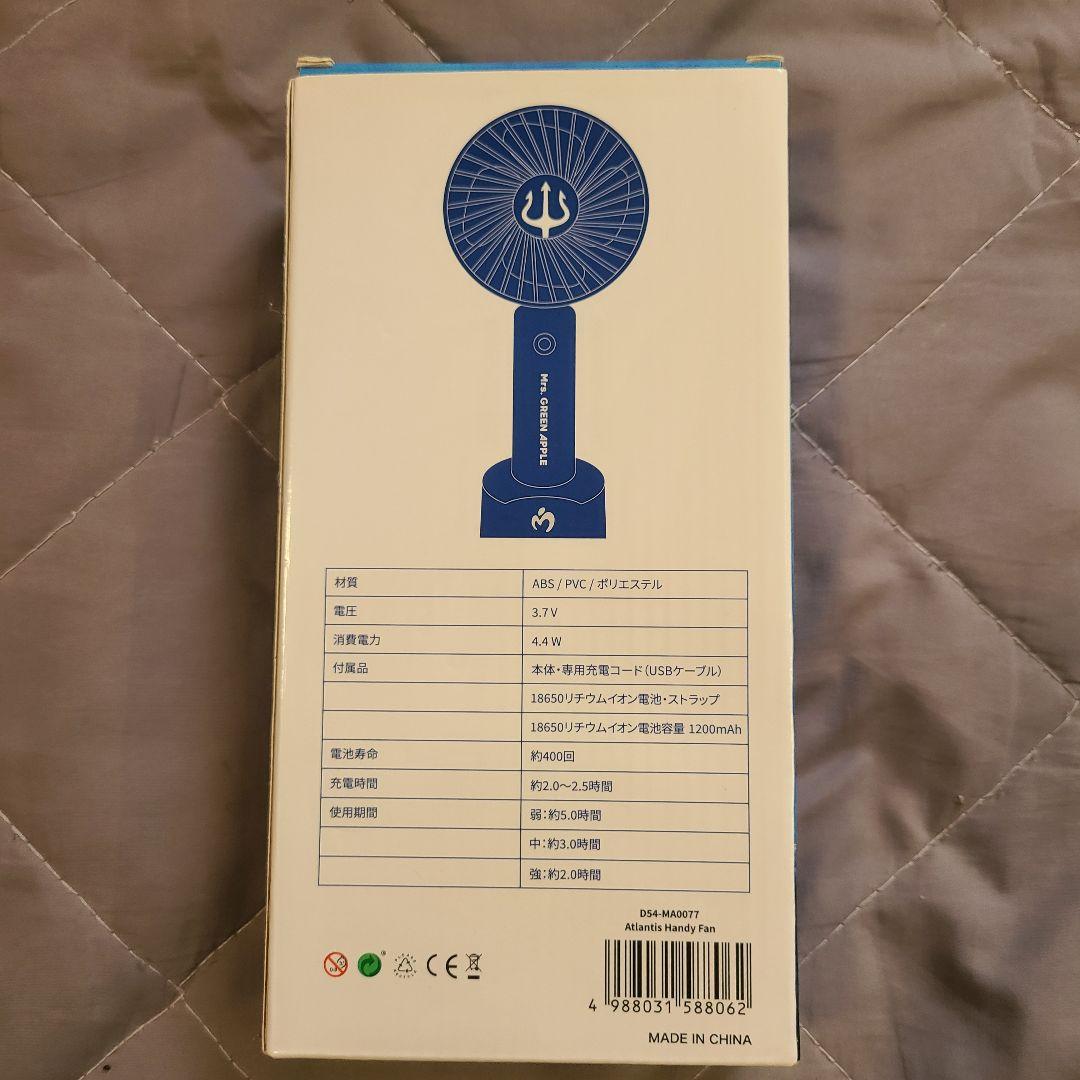 Mrs. GREEN APPLE
材質 ABS / PVC / ポリエステル
電圧 3.7 V
消費電力 4.4 W
付属品 本体・専用充電コード(USBケーブル)
18650リチウムイオン電池・ストラップ
18650リチウムイオン電池容量 1200mAh
電池寿命 約400回
充電時間 約2.0〜2.5時間
使用期間 弱:約5.0時間
中:約3.0時間
強:約2.0時間
D54-MA0077
Atlantis Handy Fan
CE
4 988031 588062
MADE IN CHINA